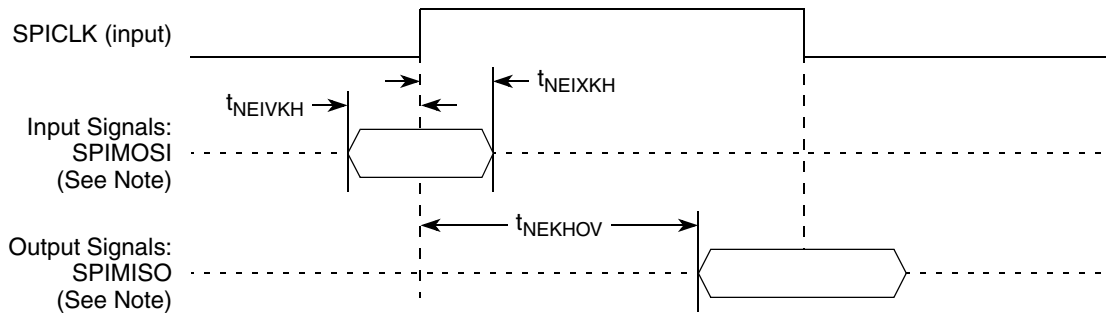 SPICLK (input)
tNEIXKH
tNEIVKH
Input Signals:
SPIMOSI
(See Note)
tNEKHOV
Output Signals:
SPIMISO
(See Note)